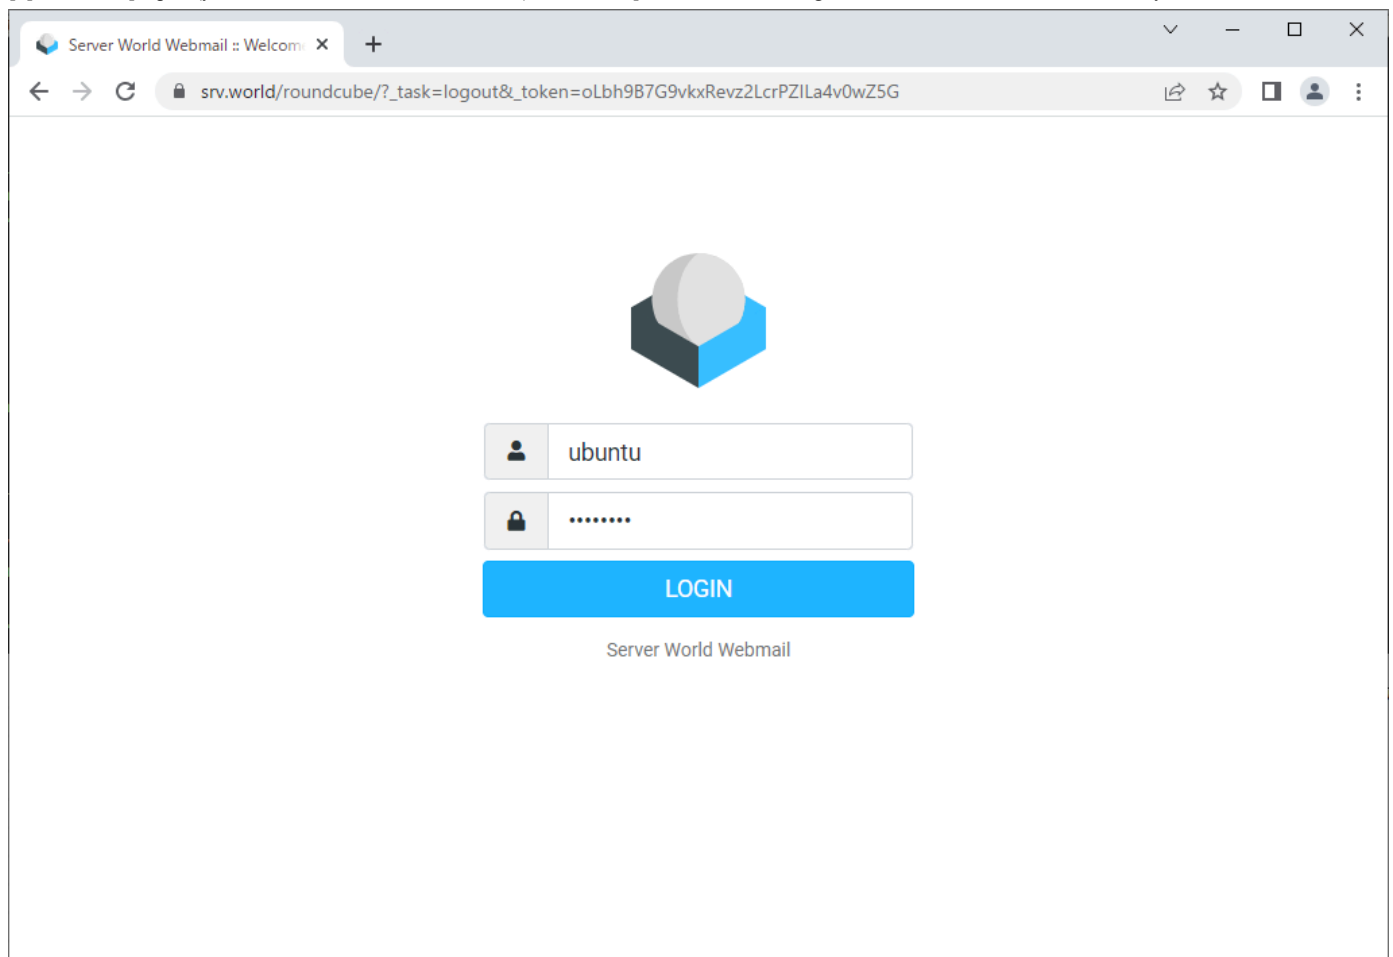 Server World Webmail :: Welcom
srv.world/roundcube/?_task=logout&_token=oLbh9B7G9vkxRevz2LcrPZILa4v0wZ5G
ubuntu
••••••••
LOGIN
Server World Webmail